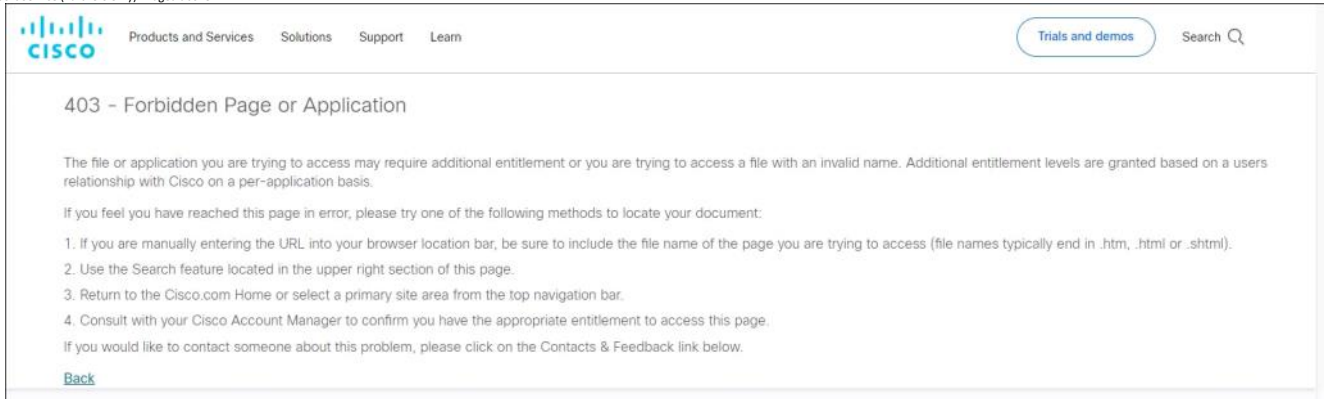 CISCO
Products and Services Solutions Support Learn
Trials and demos
Search
403 - Forbidden Page or Application
The file or application you are trying to access may require additional entitlement or you are trying to access a file with an invalid name. Additional entitlement levels are granted based on a users
relationship with Cisco on a per-application basis.
If you feel you have reached this page in error, please try one of the following methods to locate your document:
1. If you are manually entering the URL into your browser location bar, be sure to include the file name of the page you are trying to access (file names typically end in .htm, .html or .shtml).
2. Use the Search feature located in the upper right section of this page.
3. Return to the Cisco.com Home or select a primary site area from the top navigation bar.
4. Consult with your Cisco Account Manager to confirm you have the appropriate entitlement to access this page.
If you would like to contact someone about this problem, please click on the Contacts & Feedback link below.
Back